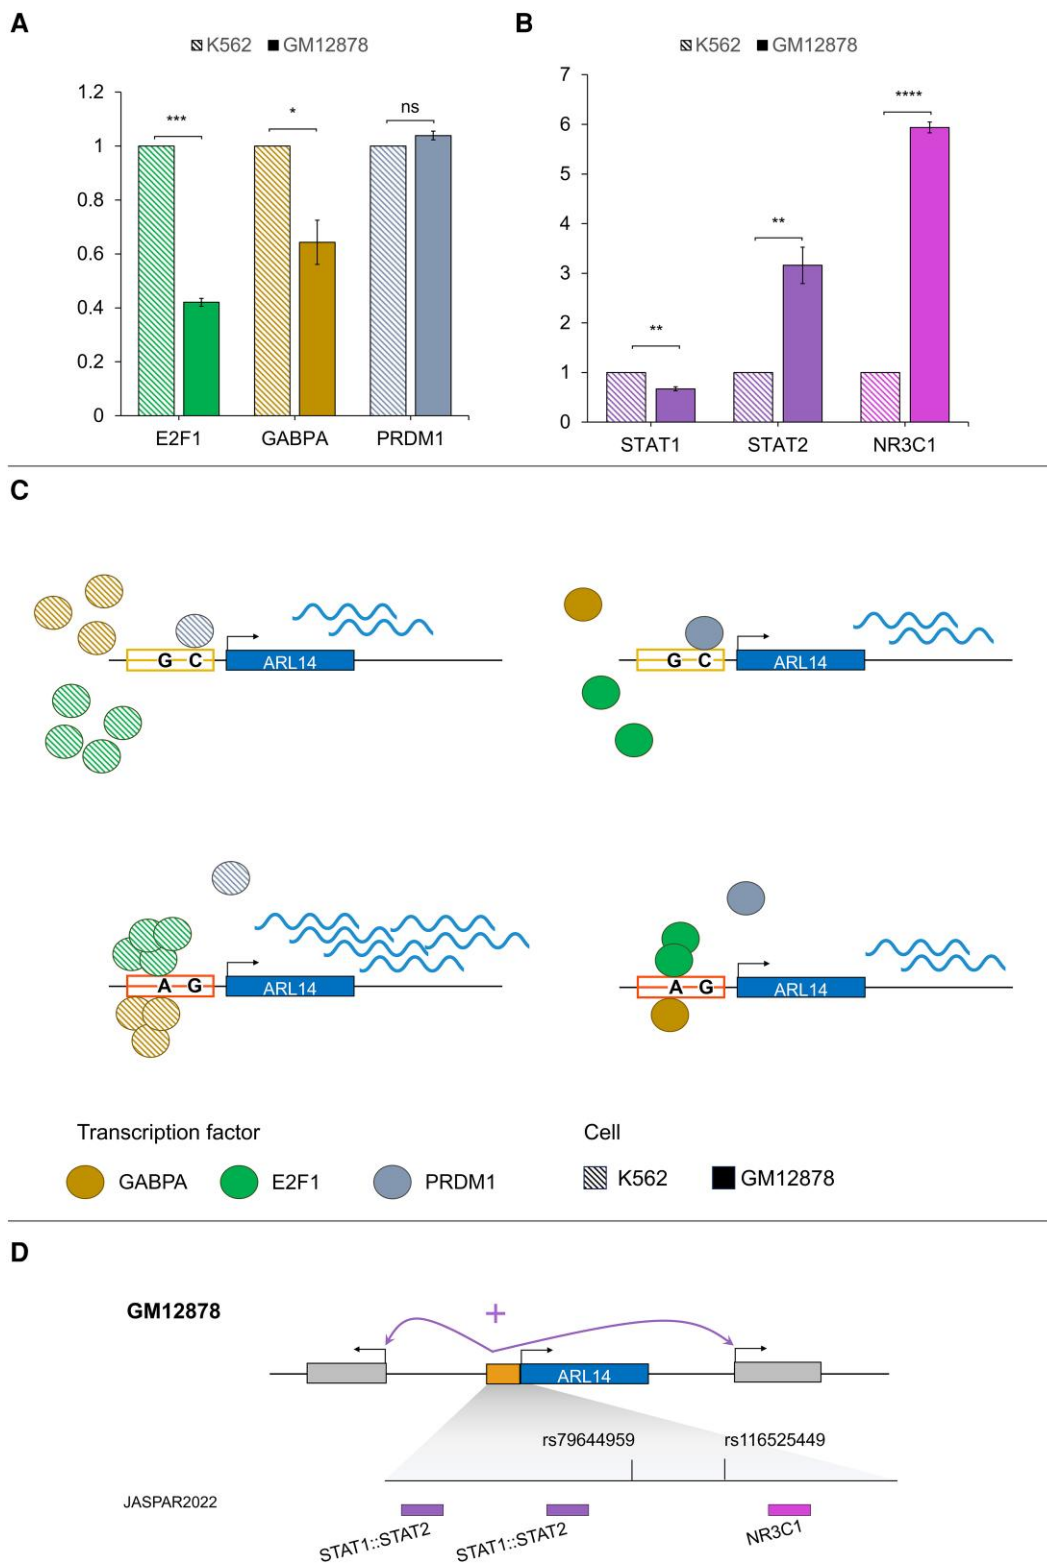 A
K562 GM12878
1.2
1
0.8
0.6
0.4
0.2
0
***
*
ns
E2F1 GABPA PRDM1
B
K562 GM12878
7
6
5
4
3
2
1
0
**
**
****
STAT1 STAT2 NR3C1
C
G C ARL14
G C ARL14
A G ARL14
A G ARL14
Transcription factor
GABPA E2F1 PRDM1
Cell
K562 GM12878
D
GM12878
+
ARL14
rs79644959 rs116525449
JASPAR2022
STAT1::STAT2 STAT1::STAT2 NR3C1